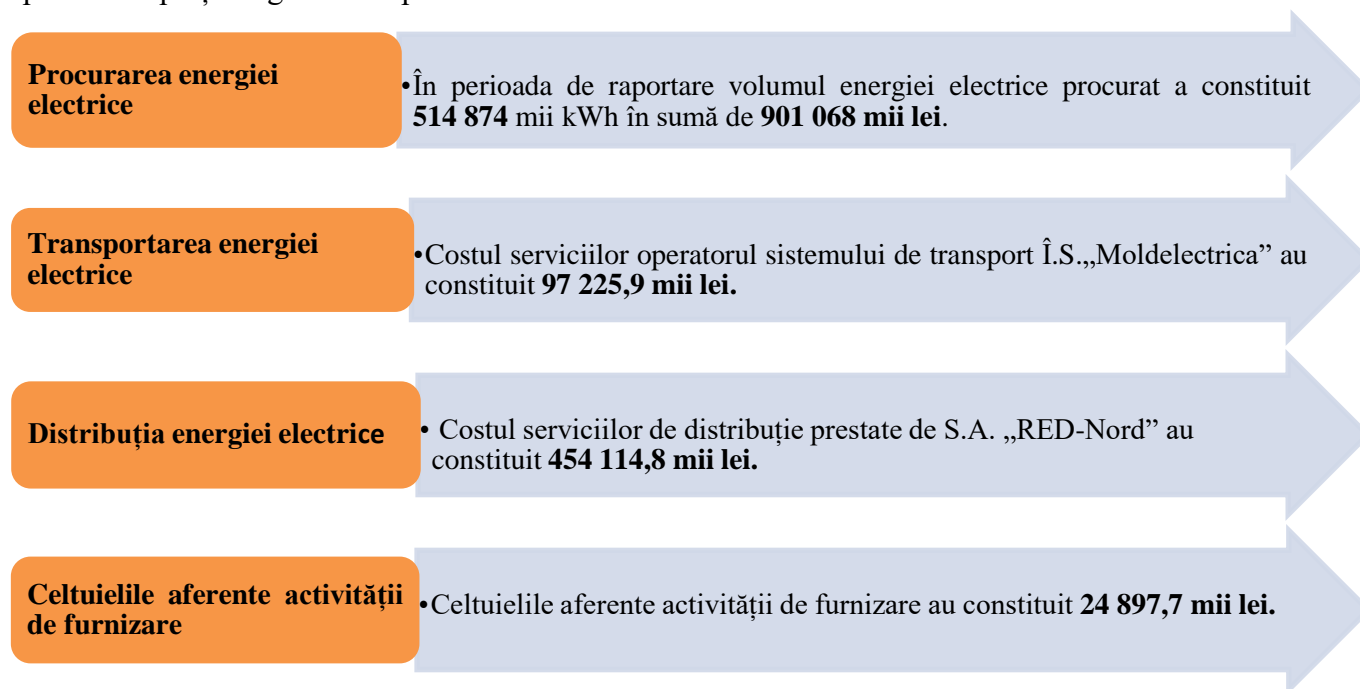 Procurarea energiei
electrice
•În perioada de raportare volumul energiei electrice procurat a constituit
514 874 mii kWh în sumă de 901 068 mii lei.
Transportarea energiei
electrice
•Costul serviciilor operatorul sistemului de transport Î.S.„Moldelectrica” au
constituit 97 225,9 mii lei.
Distribuția energiei electrice
• Costul serviciilor de distribuție prestate de S.A. „RED-Nord” au
constituit 454 114,8 mii lei.
Celtuielile aferente activității
de furnizare
•Celtuielile aferente activității de furnizare au constituit 24 897,7 mii lei.